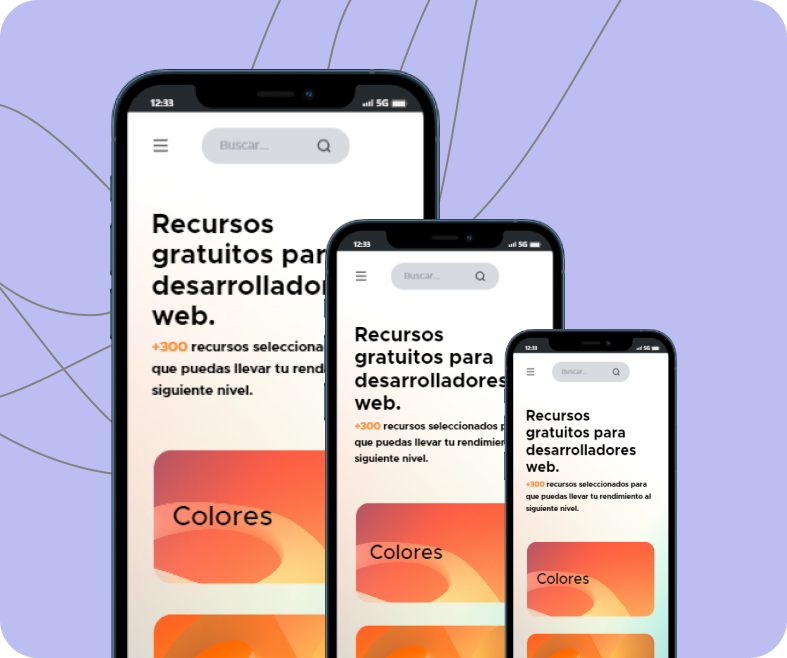 12:33
5G
Buscar...
Recursos
gratuitos par
desarrollador
web.
+300 recursos selecciona
que puedas llevar tu rend
siguiente nivel.
Colores
12:33
5G
Buscar...
Recursos
gratuitos para
desarrolladores
web.
+300 recursos seleccionados p
que puedas llevar tu rendimien
siguiente nivel.
Colores
12:33
5G
Buscar...
Recursos
gratuitos para
desarrolladores
web.
+300 recursos seleccionados para
que puedas llevar tu rendimiento al
siguiente nivel.
Colores